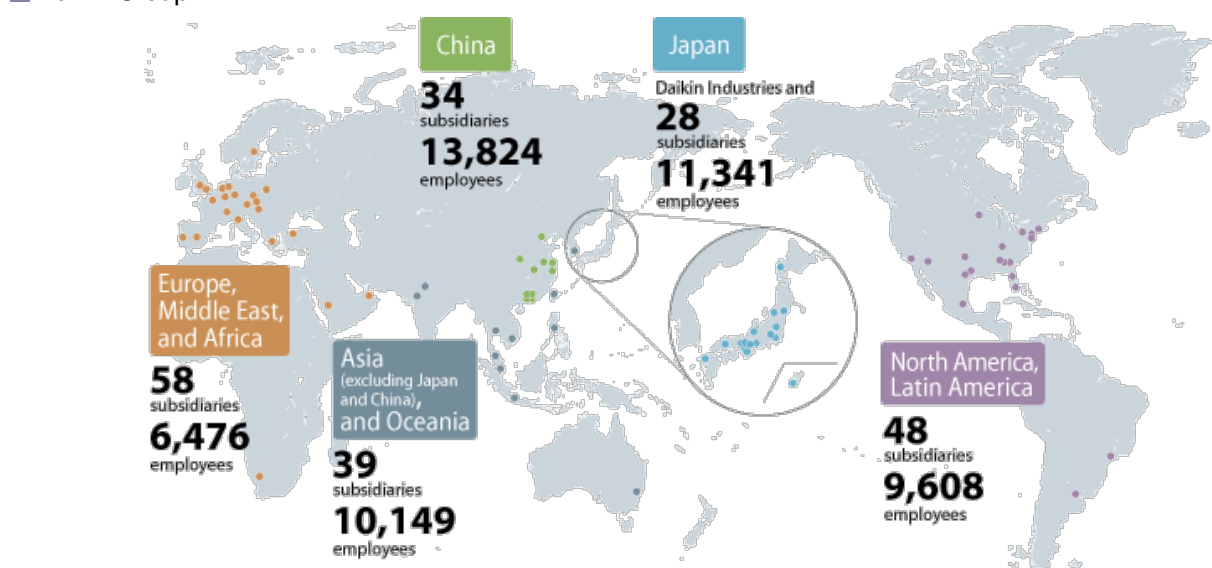 China
34
subsidiaries
13,824
employees
Japan
Daikin Industries and
28
subsidiaries
11,341
employees
Europe,
Middle East,
and Africa
58
subsidiaries
6,476
employees
Asia
(excluding Japan
and China),
and Oceania
39
subsidiaries
10,149
employees
North America,
Latin America
48
subsidiaries
9,608
employees